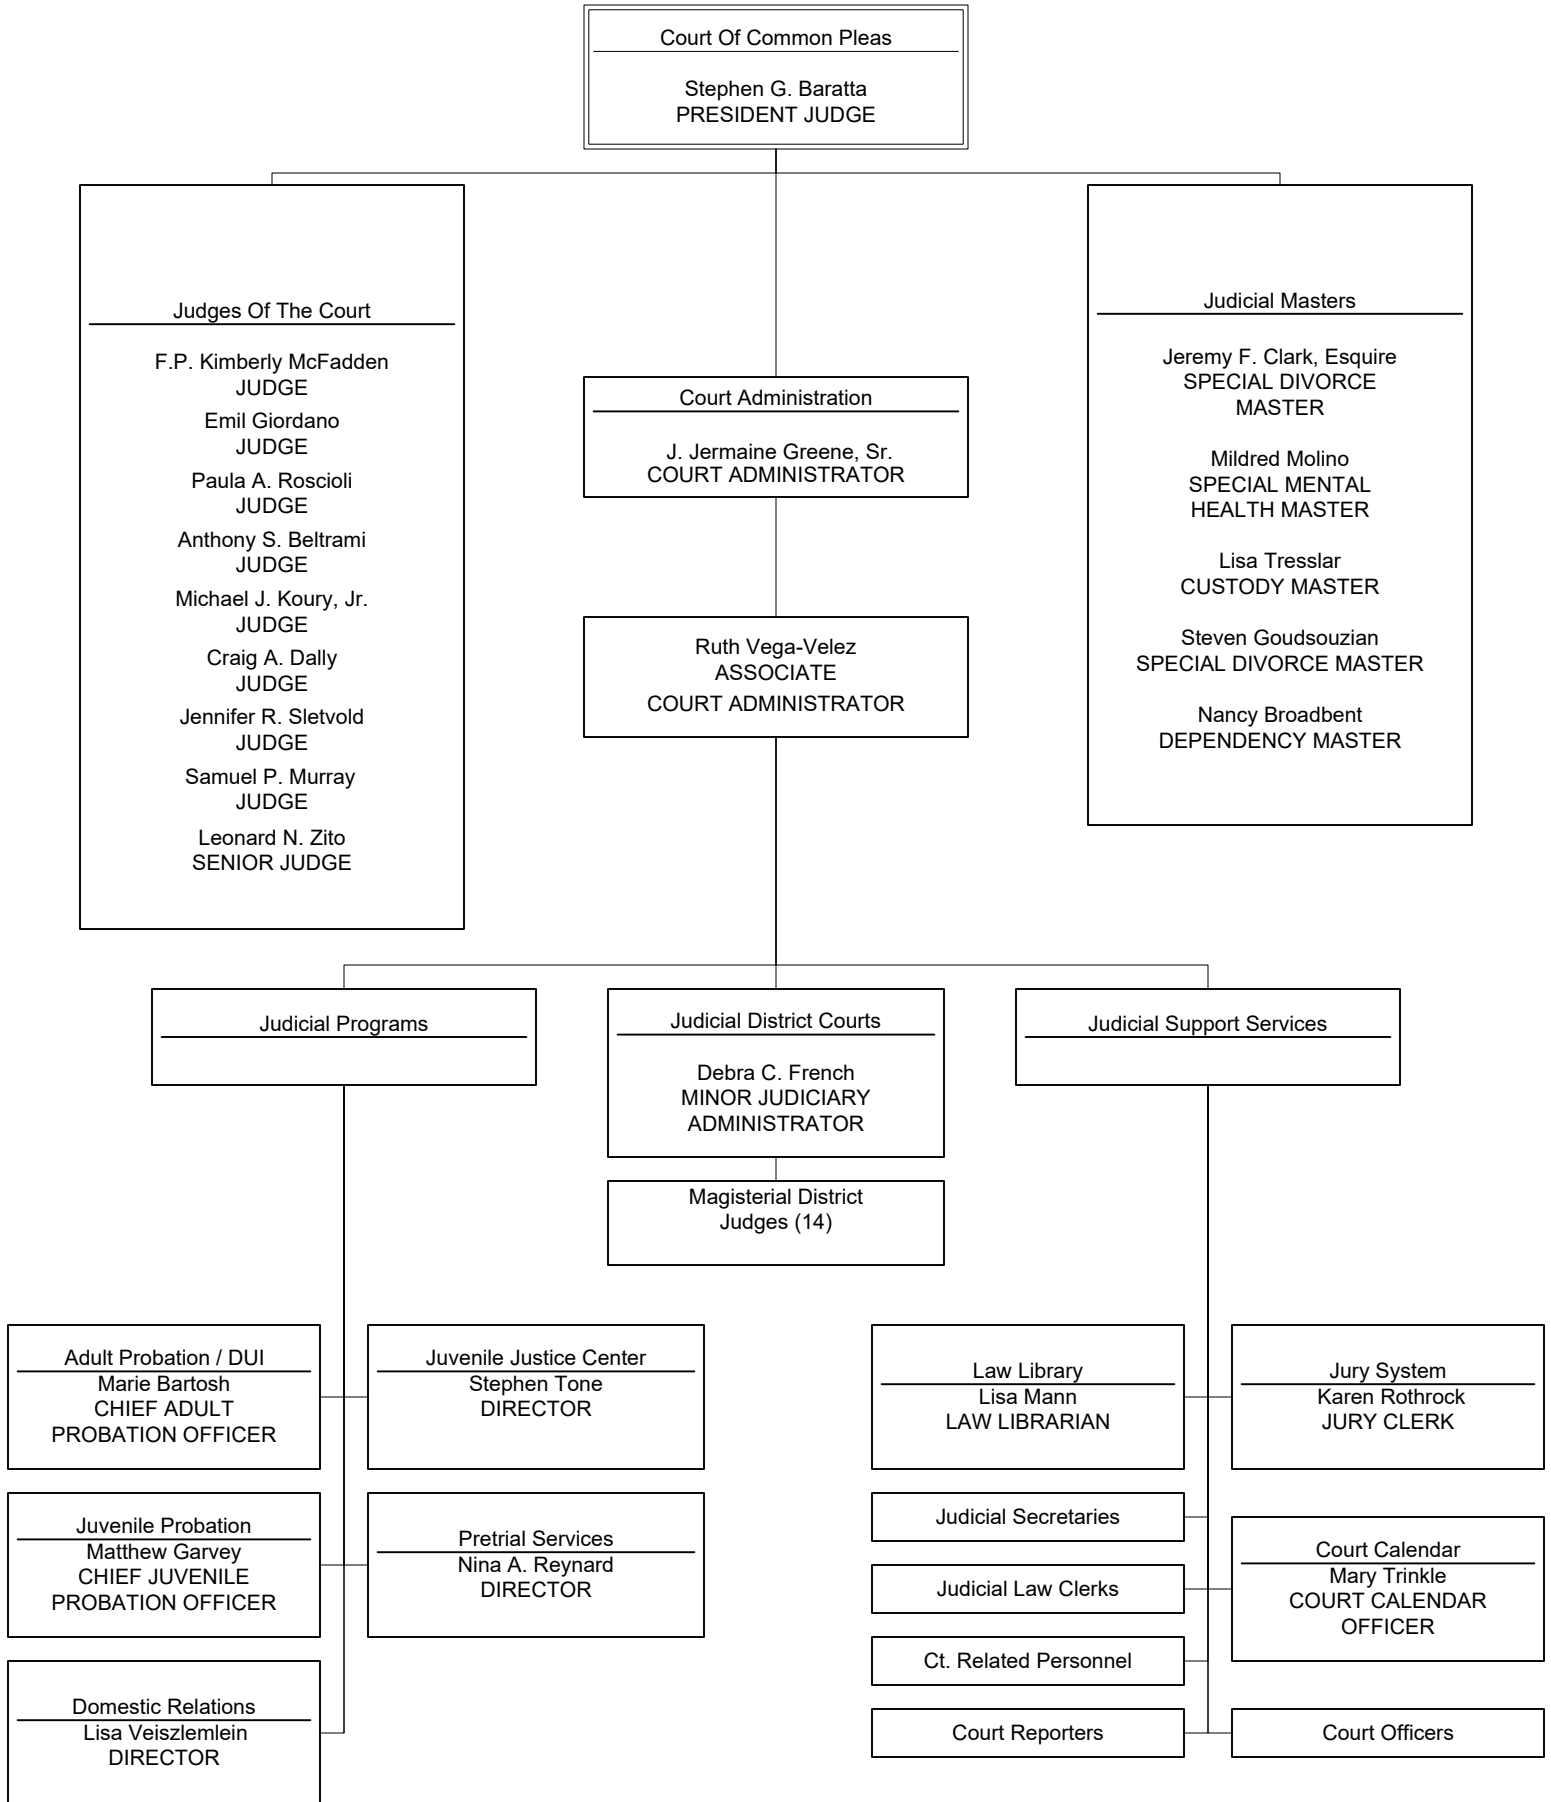 Court Of Common Pleas
Stephen G. Baratta
PRESIDENT JUDGE
Judges Of The Court
F.P. Kimberly McFadden
JUDGE
Emil Giordano
JUDGE
Paula A. Roscioli
JUDGE
Anthony S. Beltrami
JUDGE
Michael J. Koury, Jr.
JUDGE
Craig A. Dally
JUDGE
Jennifer R. Sletvold
JUDGE
Samuel P. Murray
JUDGE
Leonard N. Zito
SENIOR JUDGE
Court Administration
J. Jermaine Greene, Sr.
COURT ADMINISTRATOR
Ruth Vega-Velez
ASSOCIATE
COURT ADMINISTRATOR
Judicial Masters
Jeremy F. Clark, Esquire
SPECIAL DIVORCE
MASTER
Mildred Molino
SPECIAL MENTAL
HEALTH MASTER
Lisa Tresslar
CUSTODY MASTER
Steven Goudsouzian
SPECIAL DIVORCE MASTER
Nancy Broadbent
DEPENDENCY MASTER
Judicial Programs
Judicial District Courts
Debra C. French
MINOR JUDICIARY
ADMINISTRATOR
Magisterial District
Judges (14)
Judicial Support Services
Adult Probation / DUI
Marie Bartosh
CHIEF ADULT
PROBATION OFFICER
Juvenile Justice Center
Stephen Tone
DIRECTOR
Juvenile Probation
Matthew Garvey
CHIEF JUVENILE
PROBATION OFFICER
Pretrial Services
Nina A. Reynard
DIRECTOR
Domestic Relations
Lisa Veiszlemlein
DIRECTOR
Law Library
Lisa Mann
LAW LIBRARIAN
Jury System
Karen Rothrock
JURY CLERK
Judicial Secretaries
Judicial Law Clerks
Court Calendar
Mary Trinkle
COURT CALENDAR
OFFICER
Ct. Related Personnel
Court Reporters
Court Officers